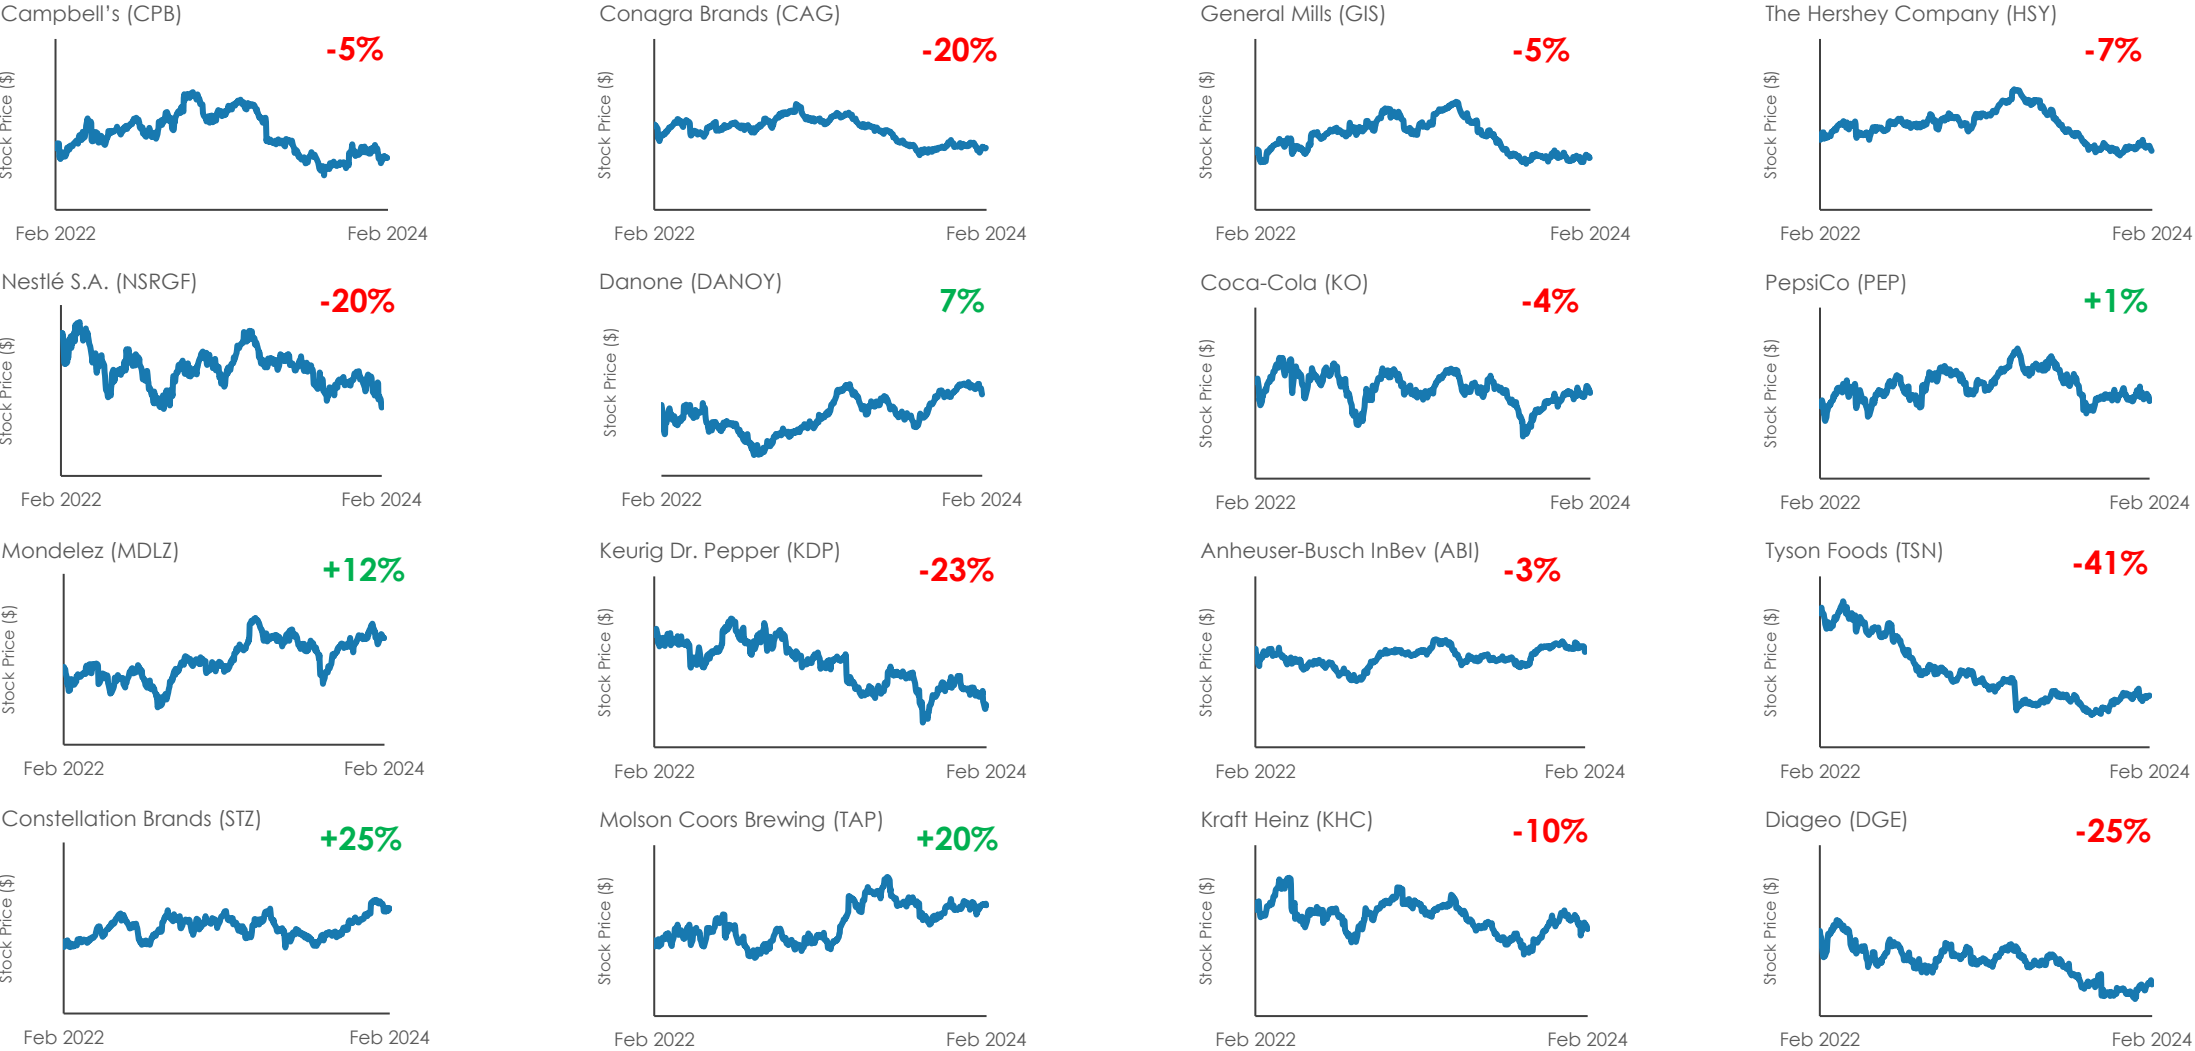 Campbell's (CPB)
-5%
Stock Price ($)
Feb 2022
Feb 2024
Conagra Brands (CAG)
-20%
Stock Price ($)
Feb 2022
Feb 2024
General Mills (GIS)
-5%
Stock Price ($)
Feb 2022
Feb 2024
The Hershey Company (HSY)
-7%
Stock Price ($)
Feb 2022
Feb 2024
Nestlé S.A. (NSRGF)
-20%
Stock Price ($)
Feb 2022
Feb 2024
Danone (DANOY)
7%
Stock Price ($)
Feb 2022
Feb 2024
Coca-Cola (KO)
-4%
Stock Price ($)
Feb 2022
Feb 2024
PepsiCo (PEP)
+1%
Stock Price ($)
Feb 2022
Feb 2024
Mondelez (MDLZ)
+12%
Stock Price ($)
Feb 2022
Feb 2024
Keurig Dr. Pepper (KDP)
-23%
Stock Price ($)
Feb 2022
Feb 2024
Anheuser-Busch InBev (ABI)
-3%
Stock Price ($)
Feb 2022
Feb 2024
Tyson Foods (TSN)
-41%
Stock Price ($)
Feb 2022
Feb 2024
Constellation Brands (STZ)
+25%
Stock Price ($)
Feb 2022
Feb 2024
Molson Coors Brewing (TAP)
+20%
Stock Price ($)
Feb 2022
Feb 2024
Kraft Heinz (KHC)
-10%
Stock Price ($)
Feb 2022
Feb 2024
Diageo (DGE)
-25%
Stock Price ($)
Feb 2022
Feb 2024